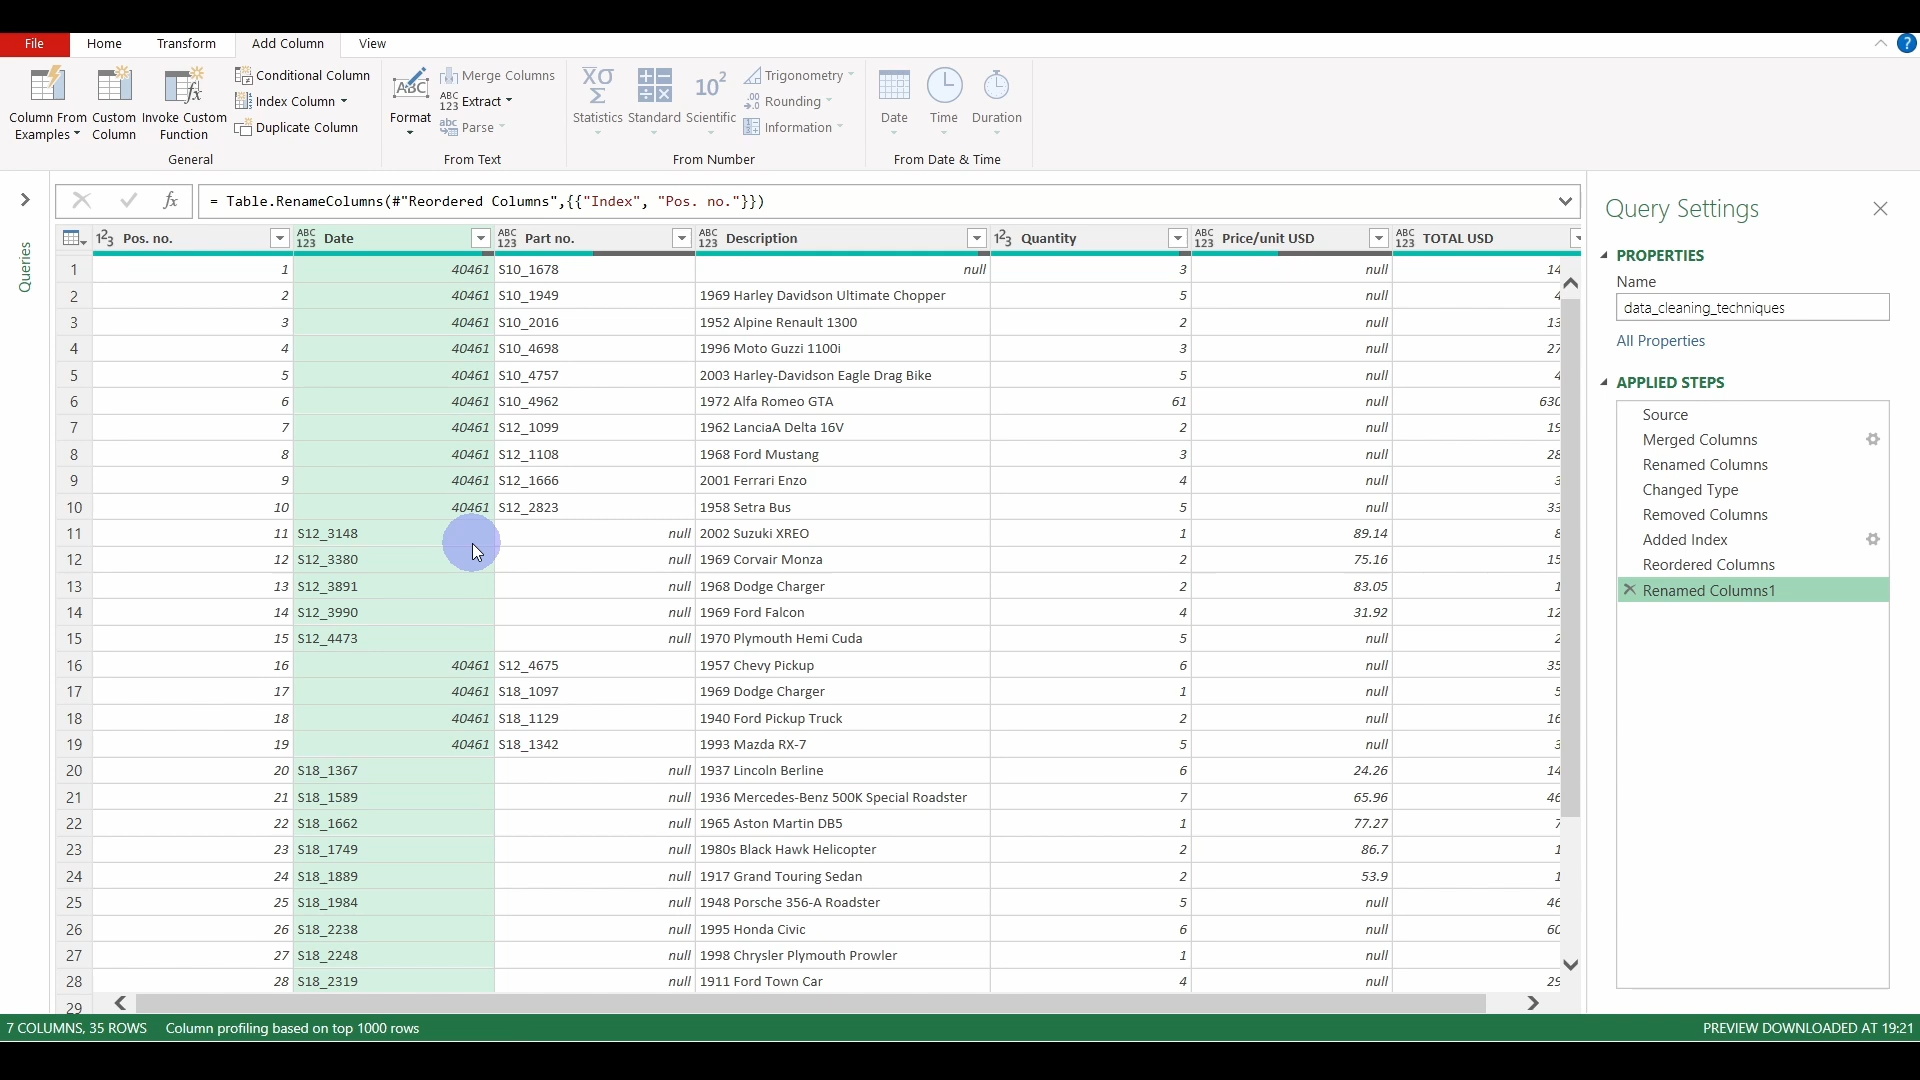 File Home Transform Add Column View ?
Column From Examples
Custom Column
Invoke Custom Function
Conditional Column
Index Column
Duplicate Column
General
Format
Merge Columns
Extract
Parse
From Text
Statistics
Standard
Scientific
Trigonometry
Rounding
Information
From Number
Date
Time
Duration
From Date & Time
Queries
fx = Table.RenameColumns(#"Reordered Columns",{{"Index", "Pos. no."}})
Pos. no. Date Part no. Description Quantity Price/unit USD TOTAL USD
1 1 40461 S10_1678 null 3 null 14
2 2 40461 S10_1949 1969 Harley Davidson Ultimate Chopper 5 null
3 3 40461 S10_2016 1952 Alpine Renault 1300 2 null 13
4 4 40461 S10_4698 1996 Moto Guzzi 1100i 3 null 27
5 5 40461 S10_4757 2003 Harley-Davidson Eagle Drag Bike 5 null
6 6 40461 S10_4962 1972 Alfa Romeo GTA 61 null 630
7 7 40461 S12_1099 1962 LanciaA Delta 16V 2 null 19
8 8 40461 S12_1108 1968 Ford Mustang 3 null 28
9 9 40461 S12_1666 2001 Ferrari Enzo 4 null
10 10 40461 S12_2823 1958 Setra Bus 5 null 33
11 11 S12_3148 null 2002 Suzuki XREO 1 89.14
12 12 S12_3380 null 1969 Corvair Monza 2 75.16 15
13 13 S12_3891 null 1968 Dodge Charger 2 83.05
14 14 S12_3990 null 1969 Ford Falcon 4 31.92 12
15 15 S12_4473 null 1970 Plymouth Hemi Cuda 5 null
16 16 40461 S12_4675 1957 Chevy Pickup 6 null 35
17 17 40461 S18_1097 1969 Dodge Charger 1 null
18 18 40461 S18_1129 1940 Ford Pickup Truck 2 null 16
19 19 40461 S18_1342 1993 Mazda RX-7 5 null
20 20 S18_1367 null 1937 Lincoln Berline 6 24.26 14
21 21 S18_1589 null 1936 Mercedes-Benz 500K Special Roadster 7 65.96 46
22 22 S18_1662 null 1965 Aston Martin DB5 1 77.27
23 23 S18_1749 null 1980s Black Hawk Helicopter 2 86.7
24 24 S18_1889 null 1917 Grand Touring Sedan 2 53.9
25 25 S18_1984 null 1948 Porsche 356-A Roadster 5 null 46
26 26 S18_2238 null 1995 Honda Civic 6 null 60
27 27 S18_2248 null 1998 Chrysler Plymouth Prowler 1 null
28 28 S18_2319 null 1911 Ford Town Car 4 null 29
29
Query Settings
PROPERTIES
Name
data_cleaning_techniques
All Properties
APPLIED STEPS
Source
Merged Columns
Renamed Columns
Changed Type
Removed Columns
Added Index
Reordered Columns
Renamed Columns1
7 COLUMNS, 35 ROWS Column profiling based on top 1000 rows PREVIEW DOWNLOADED AT 19:21